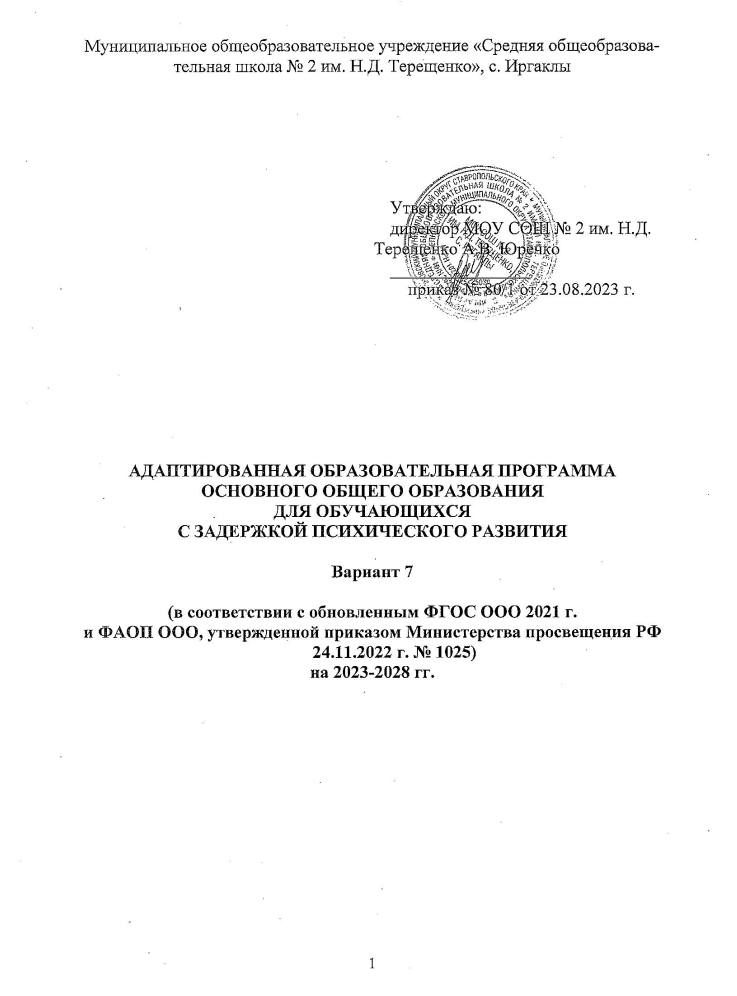 Муниципальное общеобразовательное учреждение «Средняя общеобразова-
тельная школа № 2 им. Н.Д. Терещенко», с. Иргаклы
Утверждаю:
директор МОУ СОШ № 2 им. Н.Д.
Терещенко А.В. Юренко
приказ № 80/1 от 23.08.2023 г.
АДАПТИРОВАННАЯ ОБРАЗОВАТЕЛЬНАЯ ПРОГРАММА
ОСНОВНОГО ОБЩЕГО ОБРАЗОВАНИЯ
ДЛЯ ОБУЧАЮЩИХСЯ
С ЗАДЕРЖКОЙ ПСИХИЧЕСКОГО РАЗВИТИЯ
Вариант 7
(в соответствии с обновленным ФГОС ООО 2021 г.
и ФАОП ООО, утвержденной приказом Министерства просвещения РФ
24.11.2022 г. № 1025)
на 2023-2028 гг.
1